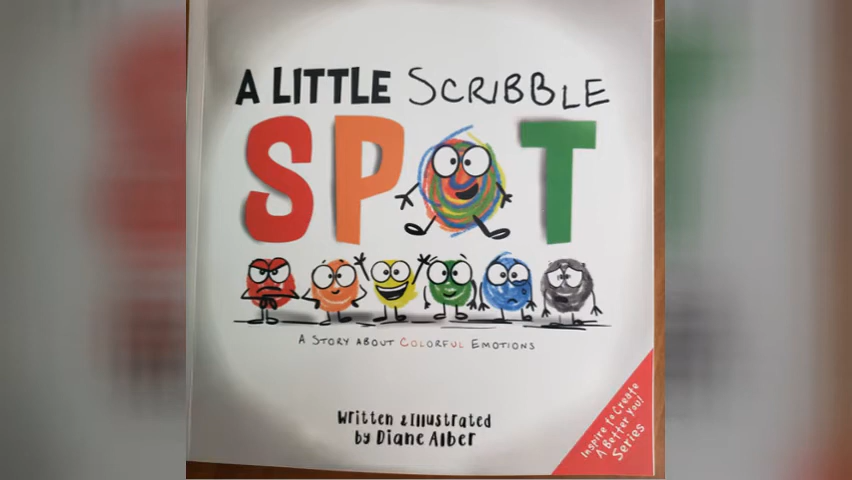 A LITTLE SCRIBBLE
SPOT
A STORY ABOUT COLORFUL EMOTIONS
Written & Illustrated
by Diane Alber
Inspire to Create
A Better You!
Series